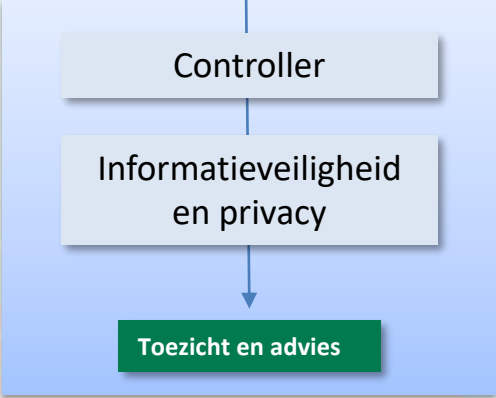 Controller
Informatieveiligheid
en privacy
Toezicht en advies